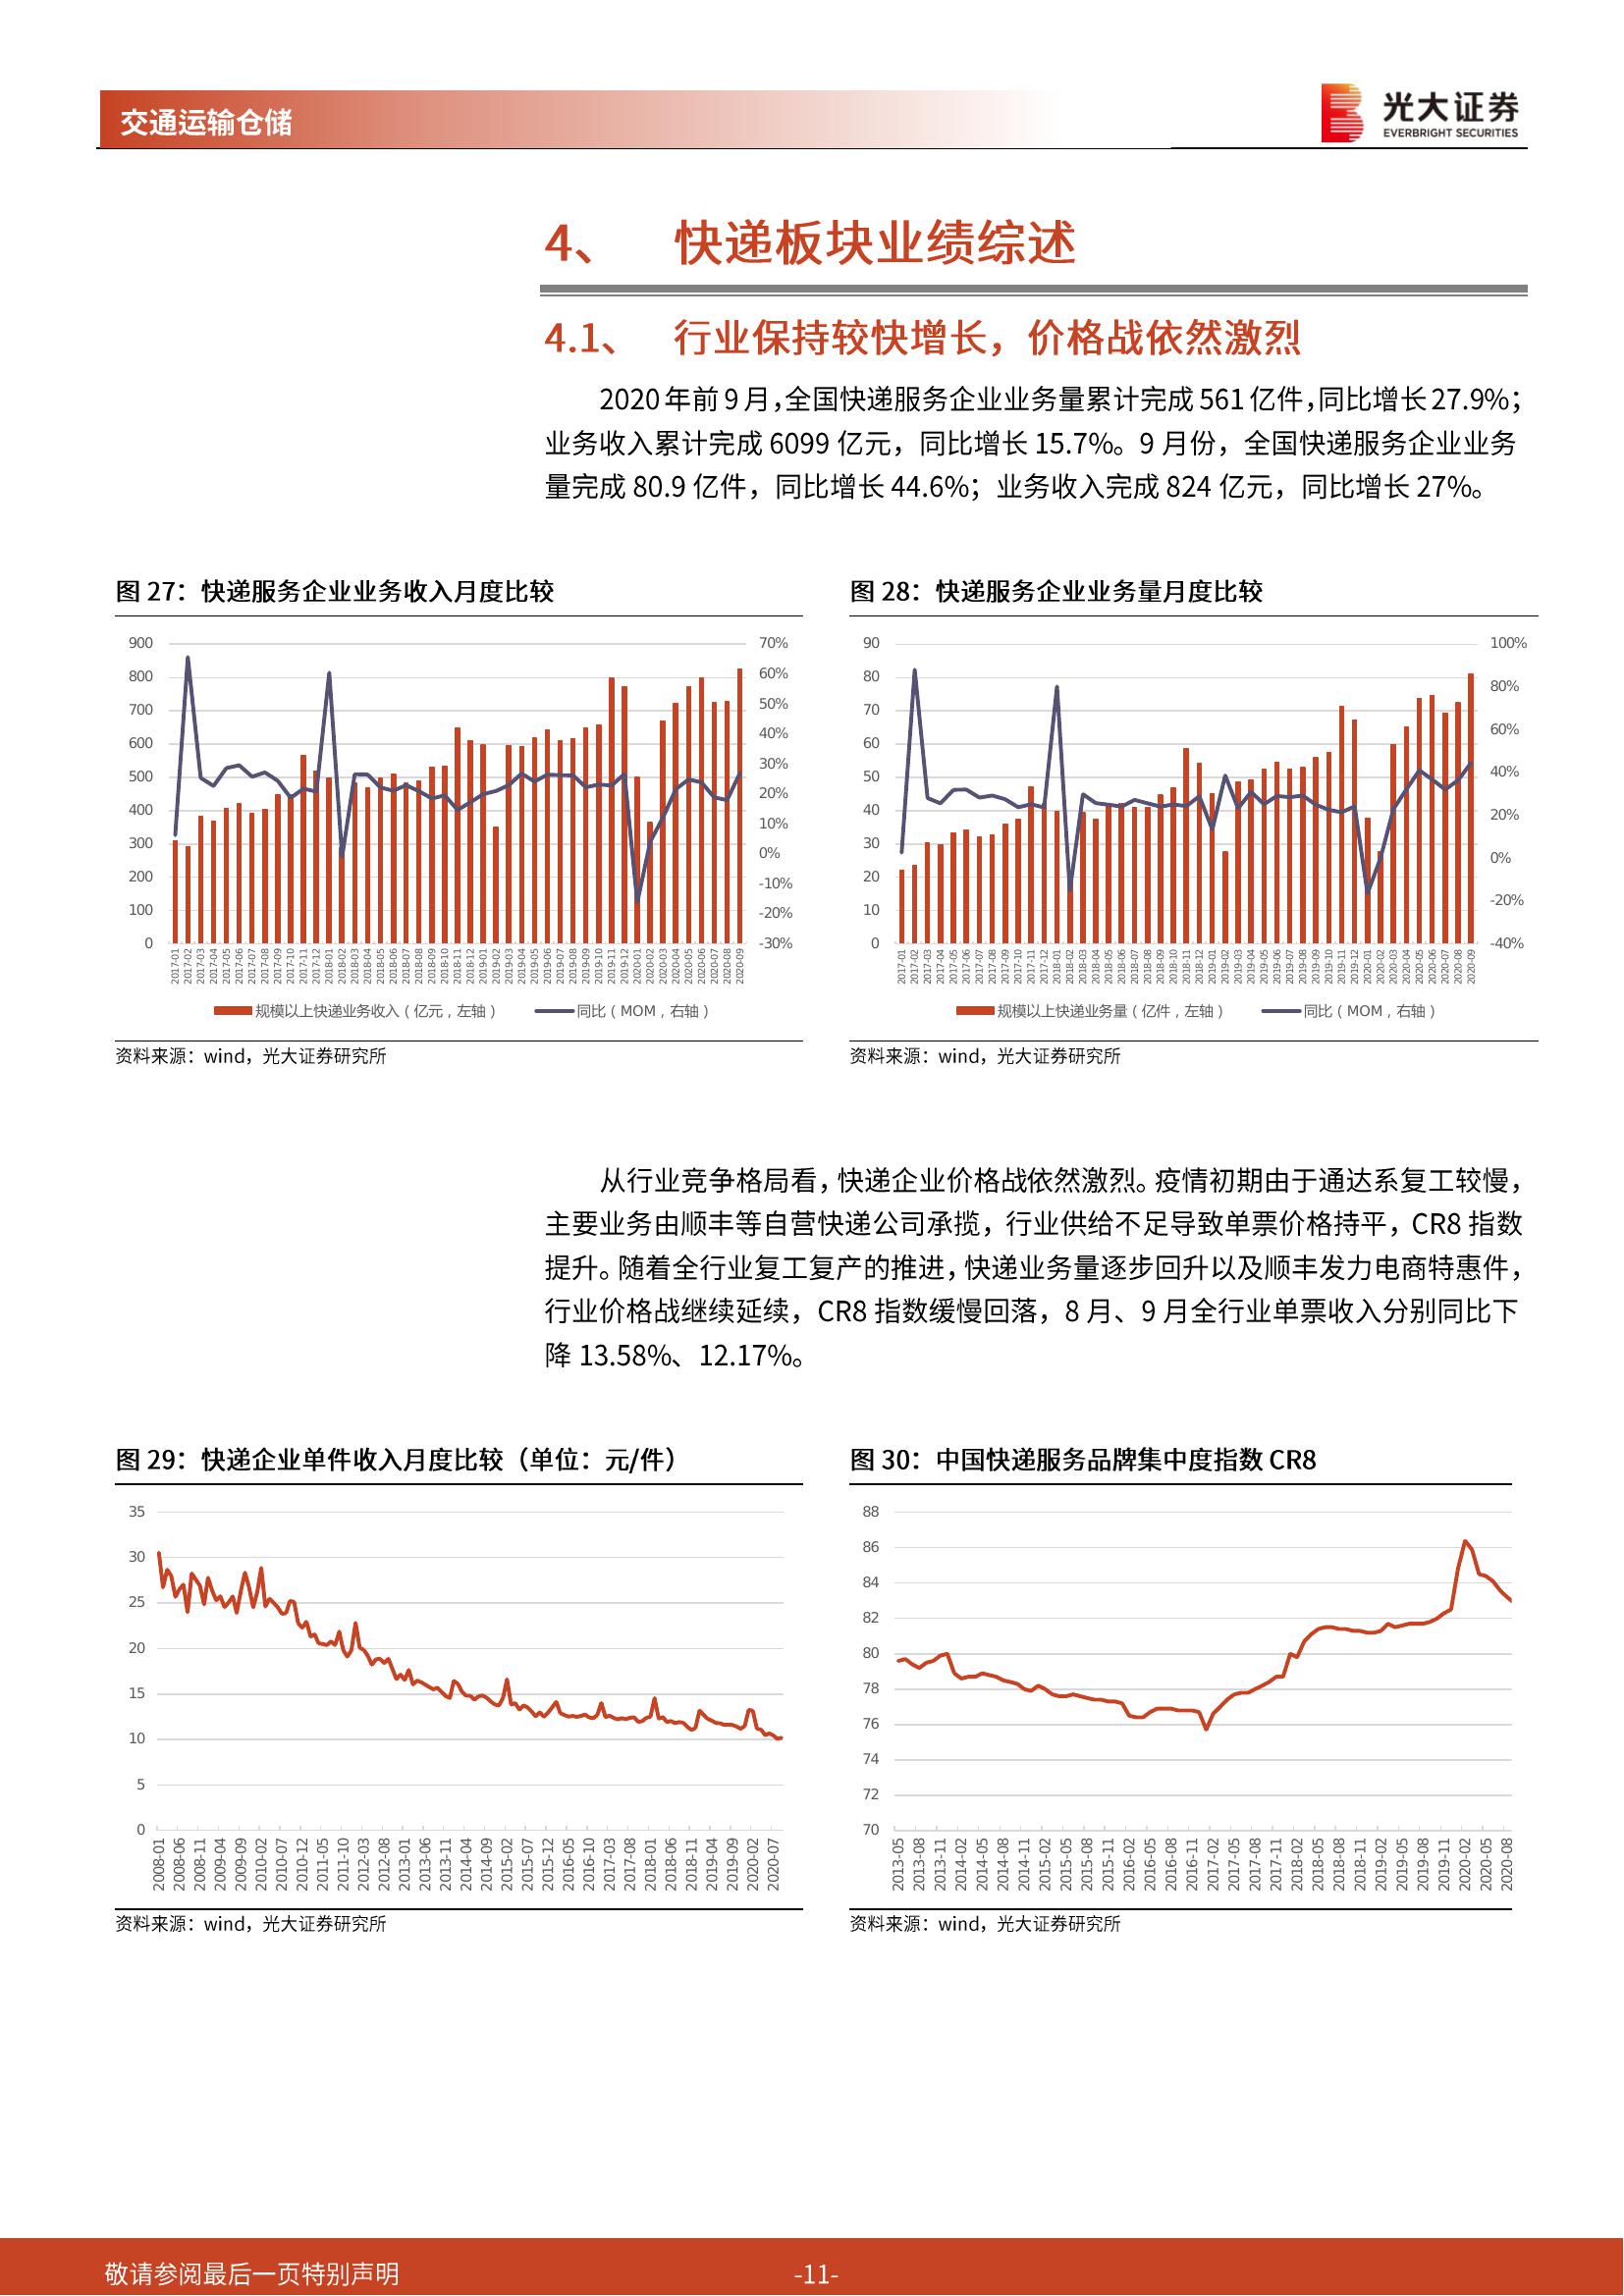 交通运输仓储
光大证券
EVERBRIGHT SECURITIES
4、 快递板块业绩综述
4.1、 行业保持较快增长，价格战依然激烈
2020 年前 9 月，全国快递服务企业业务量累计完成 561 亿件，同比增长 27.9%；
业务收入累计完成 6099 亿元，同比增长 15.7%。9 月份，全国快递服务企业业务
量完成 80.9 亿件，同比增长 44.6%；业务收入完成 824 亿元，同比增长 27%。
图 27：快递服务企业业务收入月度比较
900
800
700
600
500
400
300
200
100
0
70%
60%
50%
40%
30%
20%
10%
0%
-10%
-20%
-30%
2017-01 2017-02 2017-03 2017-04 2017-05 2017-06 2017-07 2017-08 2017-09 2017-10 2017-11 2017-12 2018-01 2018-02 2018-03 2018-04 2018-05 2018-06 2018-07 2018-08 2018-09 2018-10 2018-11 2018-12 2019-01 2019-02 2019-03 2019-04 2019-05 2019-06 2019-07 2019-08 2019-09 2019-10 2019-11 2019-12 2020-01 2020-02 2020-03 2020-04 2020-05 2020-06 2020-07 2020-08 2020-09
规模以上快递业务收入（亿元，左轴） 同比（MOM，右轴）
资料来源：wind，光大证券研究所
图 28：快递服务企业业务量月度比较
90
80
70
60
50
40
30
20
10
0
100%
80%
60%
40%
20%
0%
-20%
-40%
2017-01 2017-02 2017-03 2017-04 2017-05 2017-06 2017-07 2017-08 2017-09 2017-10 2017-11 2017-12 2018-01 2018-02 2018-03 2018-04 2018-05 2018-06 2018-07 2018-08 2018-09 2018-10 2018-11 2018-12 2019-01 2019-02 2019-03 2019-04 2019-05 2019-06 2019-07 2019-08 2019-09 2019-10 2019-11 2019-12 2020-01 2020-02 2020-03 2020-04 2020-05 2020-06 2020-07 2020-08 2020-09
规模以上快递业务量（亿件，左轴） 同比（MOM，右轴）
资料来源：wind，光大证券研究所
从行业竞争格局看，快递企业价格战依然激烈。疫情初期由于通达系复工较慢，
主要业务由顺丰等自营快递公司承揽，行业供给不足导致单票价格持平，CR8 指数
提升。随着全行业复工复产的推进，快递业务量逐步回升以及顺丰发力电商特惠件，
行业价格战继续延续，CR8 指数缓慢回落，8 月、9 月全行业单票收入分别同比下
降 13.58%、12.17%。
图 29：快递企业单件收入月度比较（单位：元/件）
35
30
25
20
15
10
5
0
2008-01 2008-06 2008-11 2009-04 2009-09 2010-02 2010-07 2010-12 2011-05 2011-10 2012-03 2012-08 2013-01 2013-06 2013-11 2014-04 2014-09 2015-02 2015-07 2015-12 2016-05 2016-10 2017-03 2017-08 2018-01 2018-06 2018-11 2019-04 2019-09 2020-02 2020-07
资料来源：wind，光大证券研究所
图 30：中国快递服务品牌集中度指数 CR8
88
86
84
82
80
78
76
74
72
70
2013-05 2013-08 2013-11 2014-02 2014-05 2014-08 2014-11 2015-02 2015-05 2015-08 2015-11 2016-02 2016-05 2016-08 2016-11 2017-02 2017-05 2017-08 2017-11 2018-02 2018-05 2018-08 2018-11 2019-02 2019-05 2019-08 2019-11 2020-02 2020-05 2020-08
资料来源：wind，光大证券研究所
敬请参阅最后一页特别声明
-11-